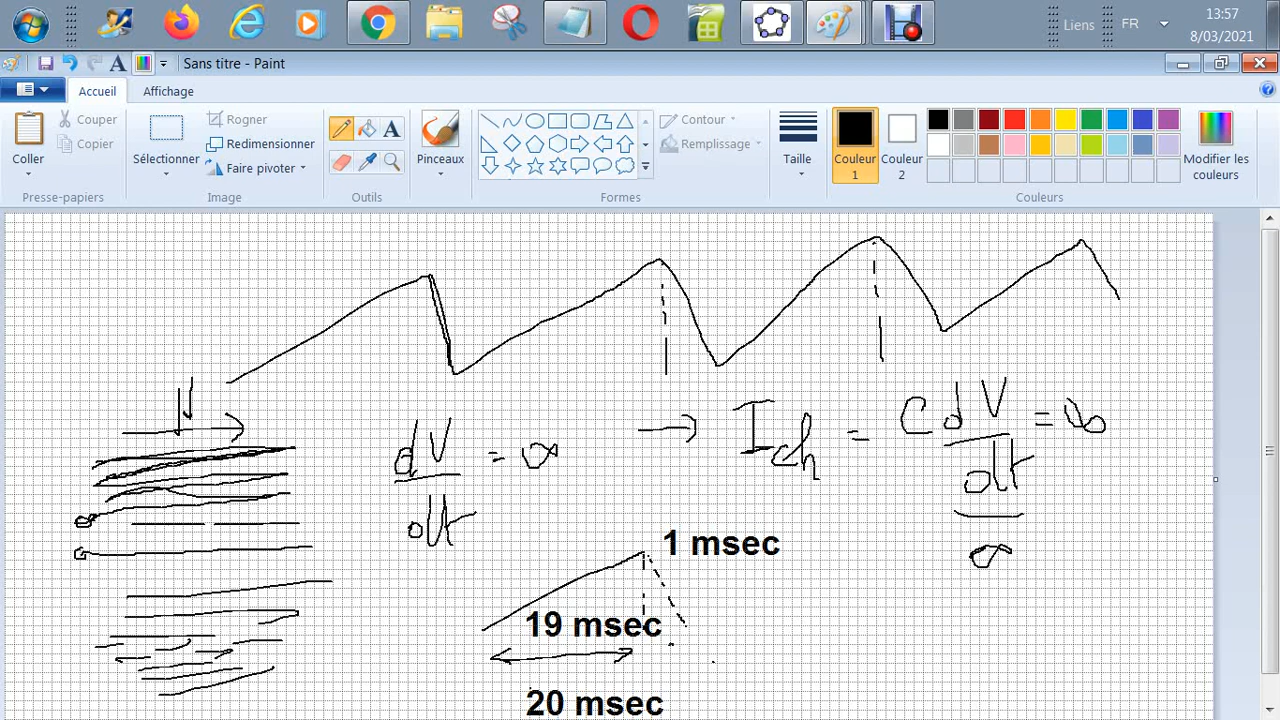 13:57
Liens FR 8/03/2021
Sans titre - Paint
Accueil Affichage
Coller Couper Copier
Sélectionner Rogner Redimensionner Faire pivoter
Pinceaux
Contour Remplissage
Taille
Couleur 1
Couleur 2
Modifier les couleurs
Presse-papiers Image Outils Formes Couleurs
dV/dt = ∞ → Ich = C dV/dt = ∞
1 msec
19 msec
20 msec